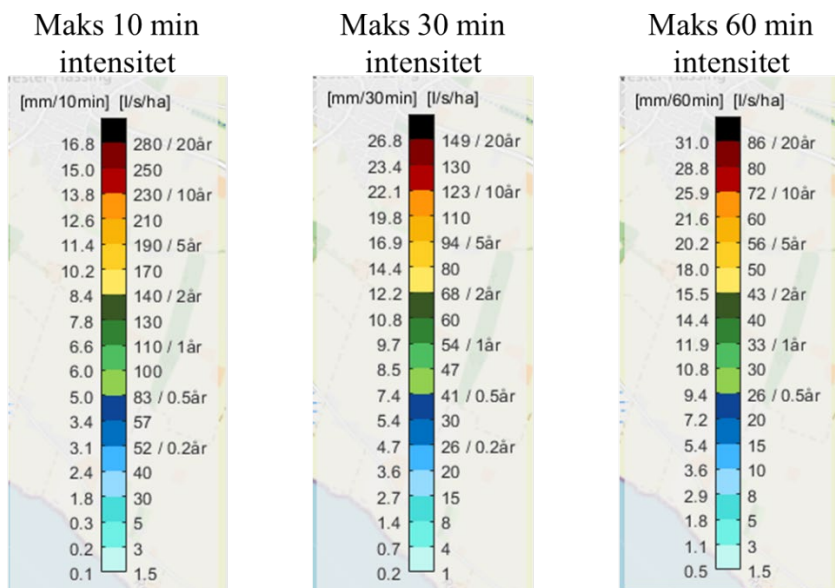 Maks 10 min
intensitet
[mm/10min] [l/s/ha]
16.8 280 / 20år
15.0 250
13.8 230 / 10år
12.6 210
11.4 190 / 5år
10.2 170
8.4 140 / 2år
7.8 130
6.6 110 / 1år
6.0 100
5.0 83 / 0.5år
3.4 57
3.1 52 / 0.2år
2.4 40
1.8 30
0.3 5
0.2 3
0.1 1.5
Maks 30 min
intensitet
[mm/30min] [l/s/ha]
26.8 149 / 20år
23.4 130
22.1 123 / 10år
19.8 110
16.9 94 / 5år
14.4 80
12.2 68 / 2år
10.8 60
9.7 54 / 1år
8.5 47
7.4 41 / 0.5år
5.4 30
4.7 26 / 0.2år
3.6 20
2.7 15
1.4 8
0.7 4
0.2 1
Maks 60 min
intensitet
[mm/60min] [l/s/ha]
31.0 86 / 20år
28.8 80
25.9 72 / 10år
21.6 60
20.2 56 / 5år
18.0 50
15.5 43 / 2år
14.4 40
11.9 33 / 1år
10.8 30
9.4 26 / 0.5år
7.2 20
5.4 15
3.6 10
2.9 8
1.8 5
1.1 3
0.5 1.5